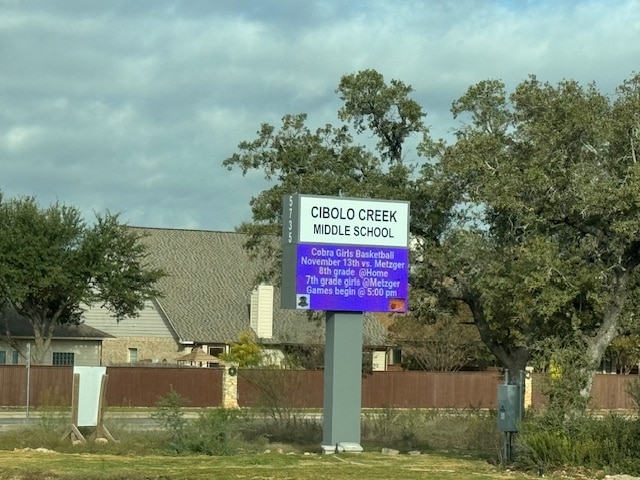 5735
CIBOLO CREEK
MIDDLE SCHOOL
Cobra Girls Basketball
November 13th vs. Metzger
8th grade @Home
7th grade girls @Metzger
Games begin @ 5:00 pm